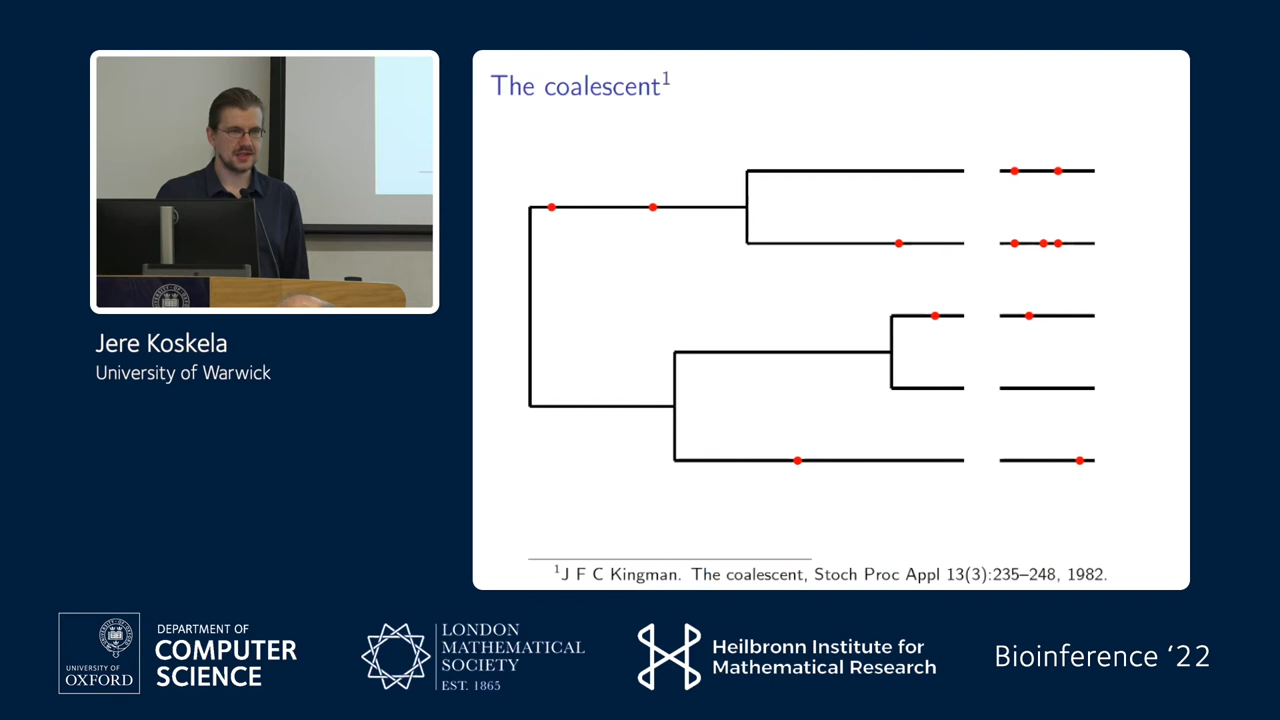 The coalescent¹
Jere Koskela
University of Warwick
¹J F C Kingman. The coalescent, Stoch Proc Appl 13(3):235–248, 1982.
UNIVERSITY OF
OXFORD
DEPARTMENT OF
COMPUTER
SCIENCE
LONDON
MATHEMATICAL
SOCIETY
EST. 1865
Heilbronn Institute for
Mathematical Research
Bioinference ‘22